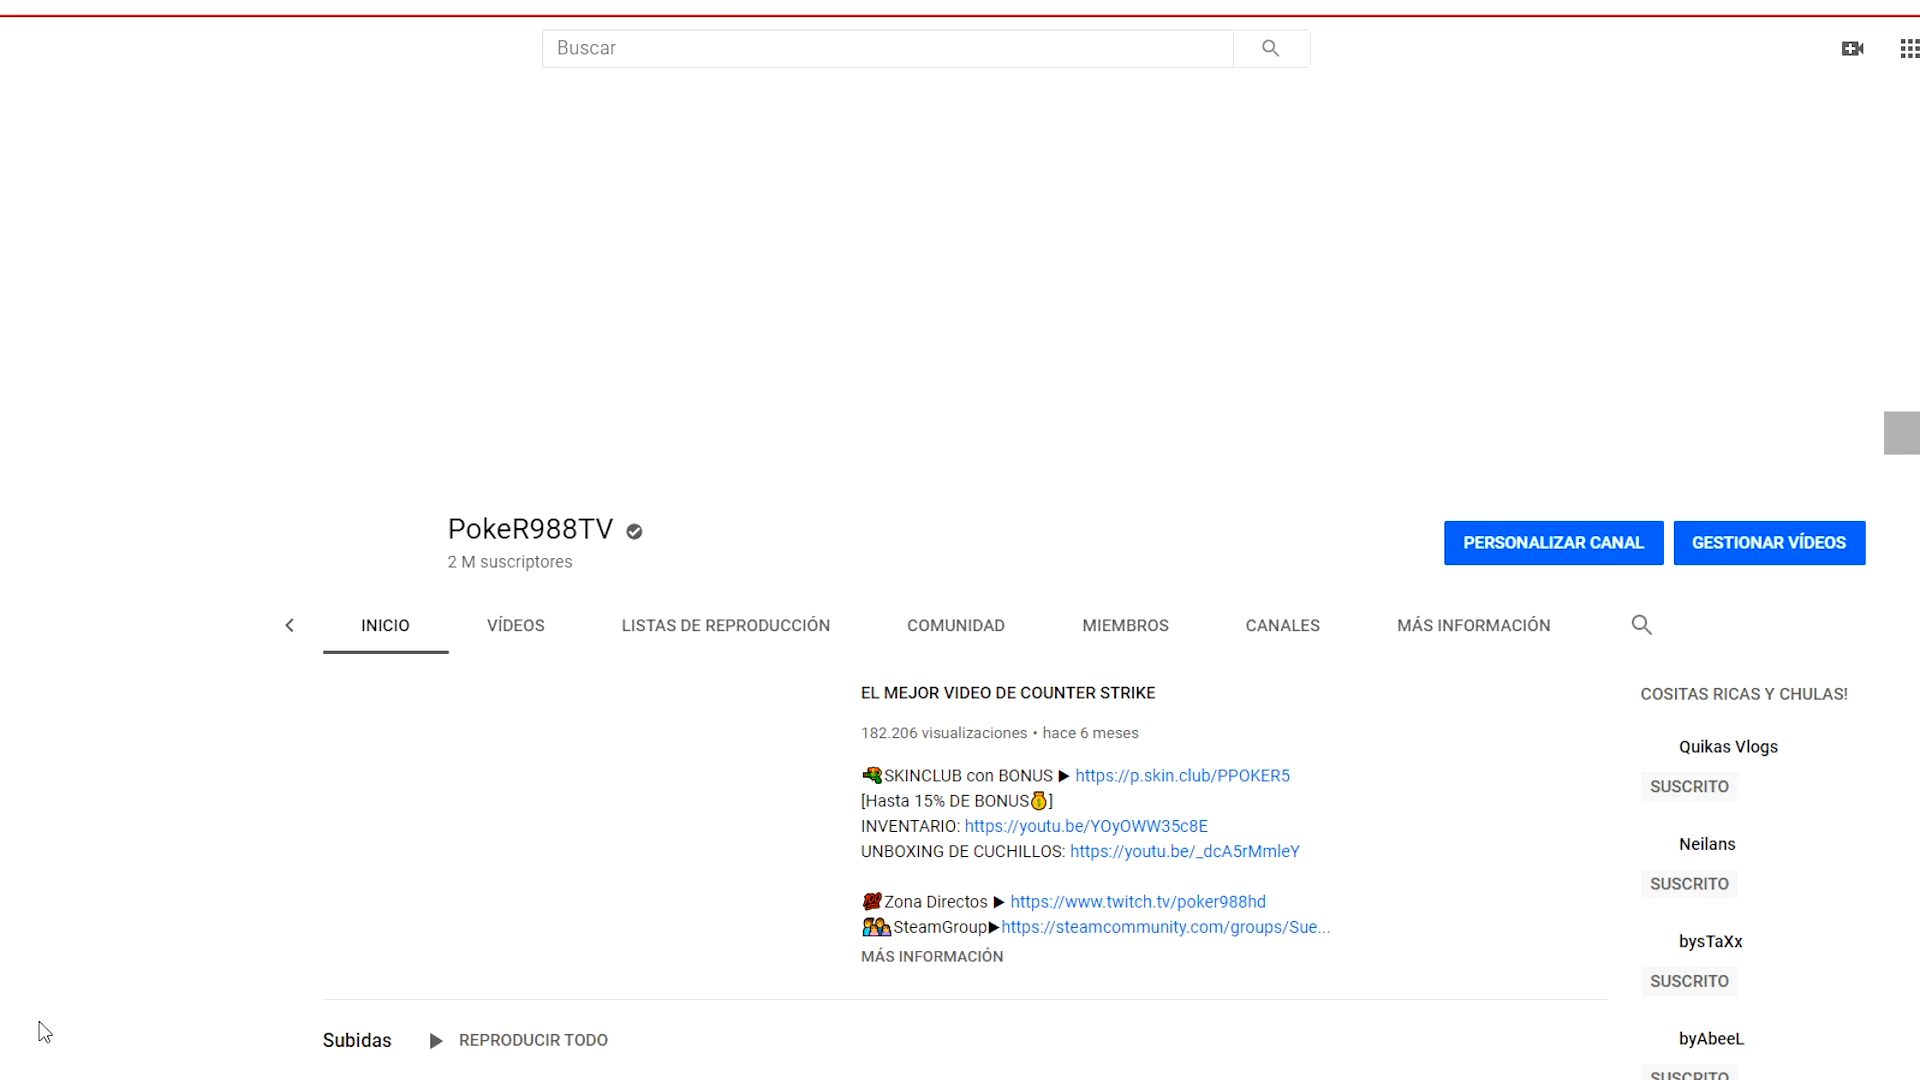 Buscar
PokeR988TV
2 M suscriptores
PERSONALIZAR CANAL
GESTIONAR VÍDEOS
INICIO
VÍDEOS
LISTAS DE REPRODUCCIÓN
COMUNIDAD
MIEMBROS
CANALES
MÁS INFORMACIÓN
EL MEJOR VIDEO DE COUNTER STRIKE
182.206 visualizaciones • hace 6 meses
SKINCLUB con BONUS ▶ https://p.skin.club/PPOKER5
[Hasta 15% DE BONUS💰]
INVENTARIO: https://youtu.be/YOyOWW35c8E
UNBOXING DE CUCHILLOS: https://youtu.be/_dcA5rMmleY
💯Zona Directos ▶ https://www.twitch.tv/poker988hd
SteamGroup▶https://steamcommunity.com/groups/Sue...
MÁS INFORMACIÓN
COSITAS RICAS Y CHULAS!
Quikas Vlogs
SUSCRITO
Neilans
SUSCRITO
bysTaXx
SUSCRITO
byAbeeL
SUSCRITO
Subidas
REPRODUCIR TODO